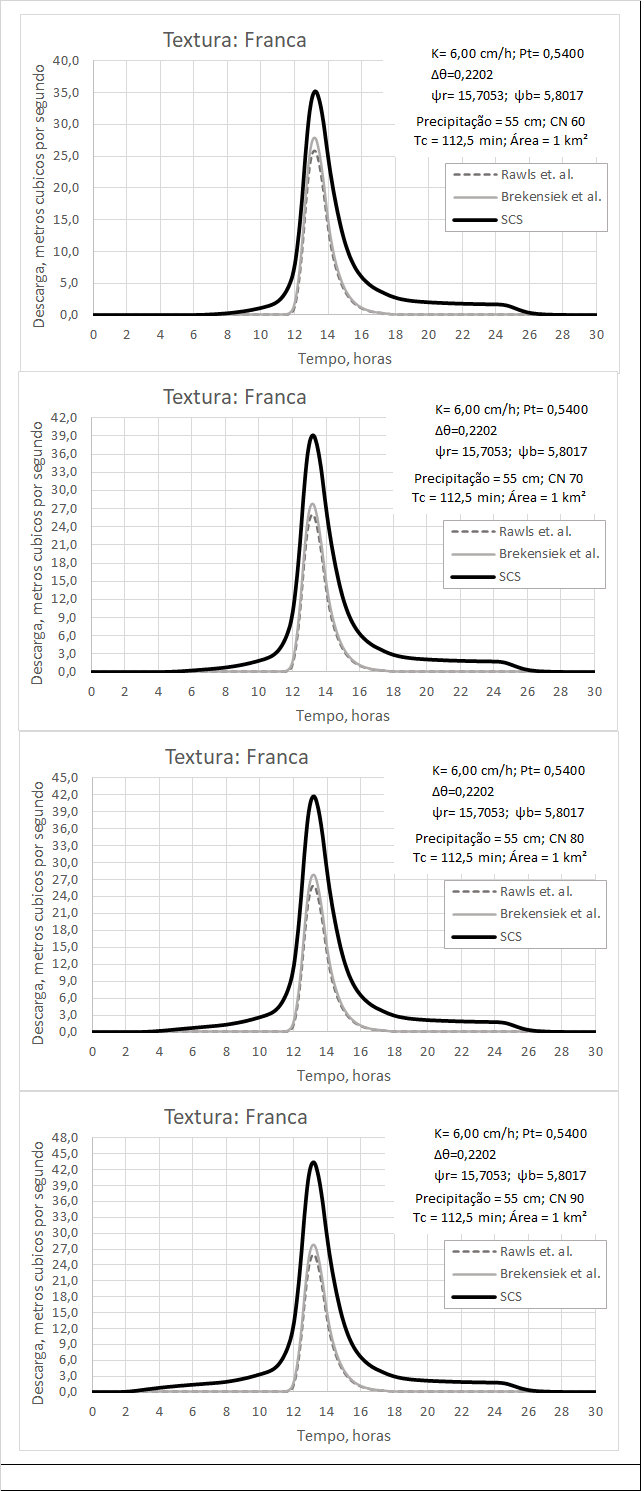 Textura: Franca
K= 6,00 cm/h; Pt= 0,5400
Δθ=0,2202
ψr= 15,7053; ψb= 5,8017
Precipitação = 55 cm; CN 60
Tc = 112,5 min; Área = 1 km²
Rawls et. al.
Brekensiek et al.
SCS
Descarga, metros cubicos por segundo
40,0
35,0
30,0
25,0
20,0
15,0
10,0
5,0
0,0
0 2 4 6 8 10 12 14 16 18 20 22 24 26 28 30
Tempo, horas
Textura: Franca
K= 6,00 cm/h; Pt= 0,5400
Δθ=0,2202
ψr= 15,7053; ψb= 5,8017
Precipitação = 55 cm; CN 70
Tc = 112,5 min; Área = 1 km²
Rawls et. al.
Brekensiek et al.
SCS
Descarga, metros cubicos por segundo
42,0
39,0
36,0
33,0
30,0
27,0
24,0
21,0
18,0
15,0
12,0
9,0
6,0
3,0
0,0
0 2 4 6 8 10 12 14 16 18 20 22 24 26 28 30
Tempo, horas
Textura: Franca
K= 6,00 cm/h; Pt= 0,5400
Δθ=0,2202
ψr= 15,7053; ψb= 5,8017
Precipitação = 55 cm; CN 80
Tc = 112,5 min; Área = 1 km²
Rawls et. al.
Brekensiek et al.
SCS
Descarga, metros cubicos por segundo
45,0
42,0
39,0
36,0
33,0
30,0
27,0
24,0
21,0
18,0
15,0
12,0
9,0
6,0
3,0
0,0
0 2 4 6 8 10 12 14 16 18 20 22 24 26 28 30
Tempo, horas
Textura: Franca
K= 6,00 cm/h; Pt= 0,5400
Δθ=0,2202
ψr= 15,7053; ψb= 5,8017
Precipitação = 55 cm; CN 90
Tc = 112,5 min; Área = 1 km²
Rawls et. al.
Brekensiek et al.
SCS
Descarga, metros cubicos por segundo
48,0
45,0
42,0
39,0
36,0
33,0
30,0
27,0
24,0
21,0
18,0
15,0
12,0
9,0
6,0
3,0
0,0
0 2 4 6 8 10 12 14 16 18 20 22 24 26 28 30
Tempo, horas